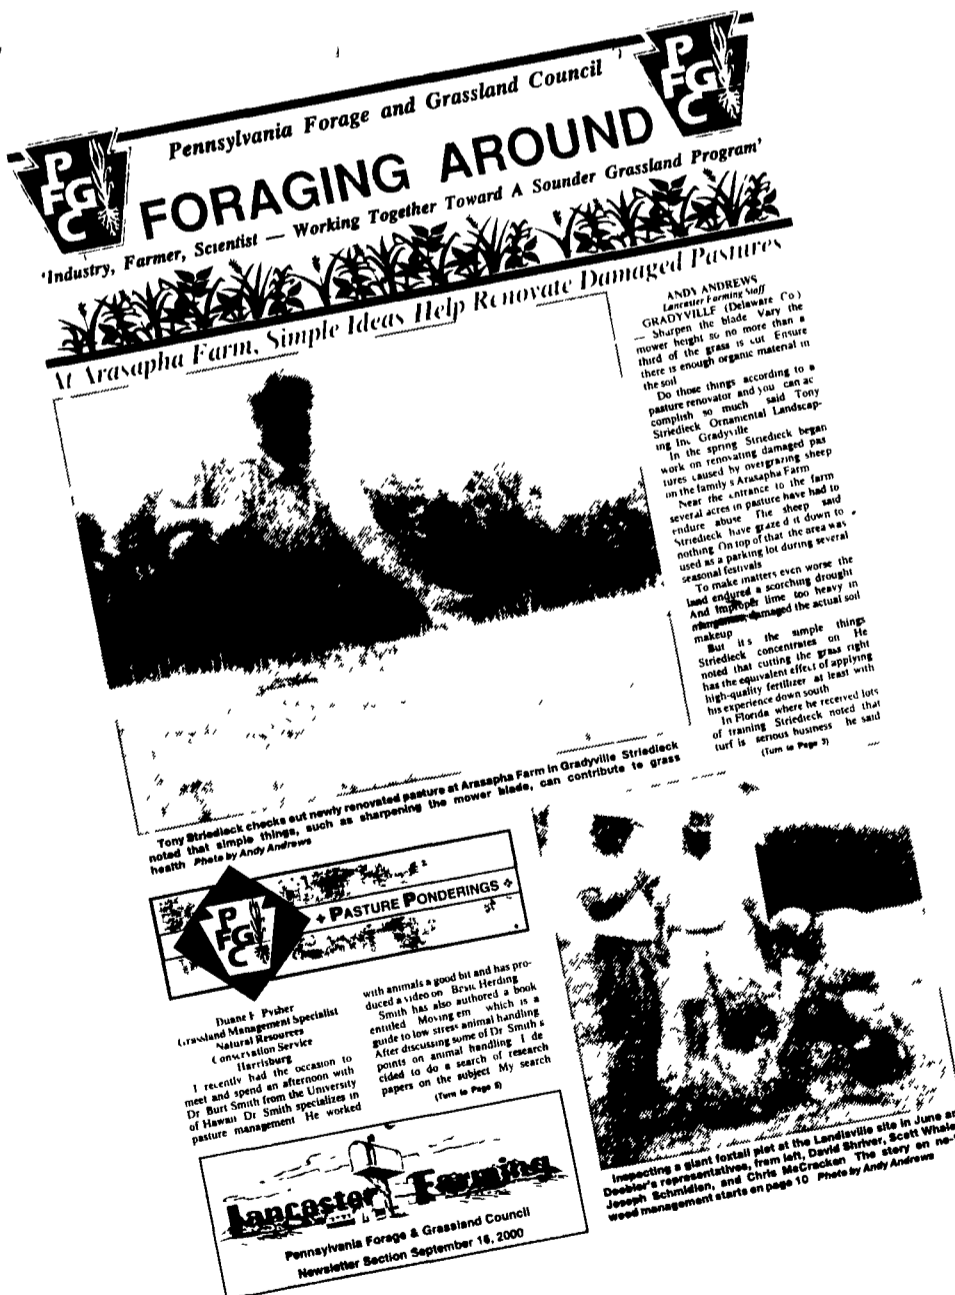 P
FG
C
Pennsylvania Forage and Grassland Council
P
FG
C
FORAGING AROUND
'Industry, Farmer, Scientist — Working Together Toward A Sounder Grassland Program'
At Arasapha Farm, Simple Ideas Help Renovate Damaged Pastures
ANDY ANDREWS
Lancaster Farming Staff
GRADYVILLE (Delaware Co)
— Sharpen the blade Vary the
mower height so no more than a
third of the grass is cut Ensure
there is enough organic material in
the soil
Do those things according to a
pasture renovator and you can ac
complish so much said Tony
Striedieck Ornamental Landscap-
ing Inc Gradyville
In the spring Striedieck began
work on renovating damaged pas
tures caused by overgrazing sheep
on the family s Arasapha Farm
Near the entrance to the farm
several acres in pasture have had to
endure abuse The sheep said
Striedieck have grazed it down to
nothing On top of that the area was
used as a parking lot during several
seasonal festivals
To make matters even worse the
land endured a scorching drought
And improper lime too heavy in
damaged the actual soil
makeup
But it s the simple things
Striedieck concentrates on He
noted that cutting the grass right
has the equivalent effect of applying
high-quality fertilizer at least with
his experience down south
In Florida where he received lots
of training Striedieck noted that
turf is serious business he said
(Turn to Page 3)
Tony Striedieck checks out newly renovated pasture at Arasapha Farm in Gradyville Striedieck
noted that simple things, such as sharpening the mower blade, can contribute to grass
health Photo by Andy Andrews
P
FG
C
PASTURE PONDERINGS
Duane Pysher
Grassland Management Specialist
Natural Resources
Conservation Service
Harrisburg
I recently had the occasion to
meet and spend an afternoon with
Dr Burt Smith from the University
of Hawaii Dr Smith specializes in
pasture management He worked
with animals a good bit and has pro-
duced a video on Basic Herding
Smith has also authored a book
entitled Moving em which is a
guide to low stress animal handling
After discussing some of Dr Smith s
points on animal handling I de
cided to do a search of research
papers on the subject My search
(Turn to Page 5)
Lancaster Farming
Pennsylvania Forage & Grassland Council
Newsletter Section September 16, 2000
Inspecting a giant foxtail plot at the Landisville site in June are
Doebler's representatives, from left, David Shriver, Scott Whale
Joseph Schmidlen, and Chris McCracken The story on no-
weed management starts on page 10 Photo by Andy Andrews